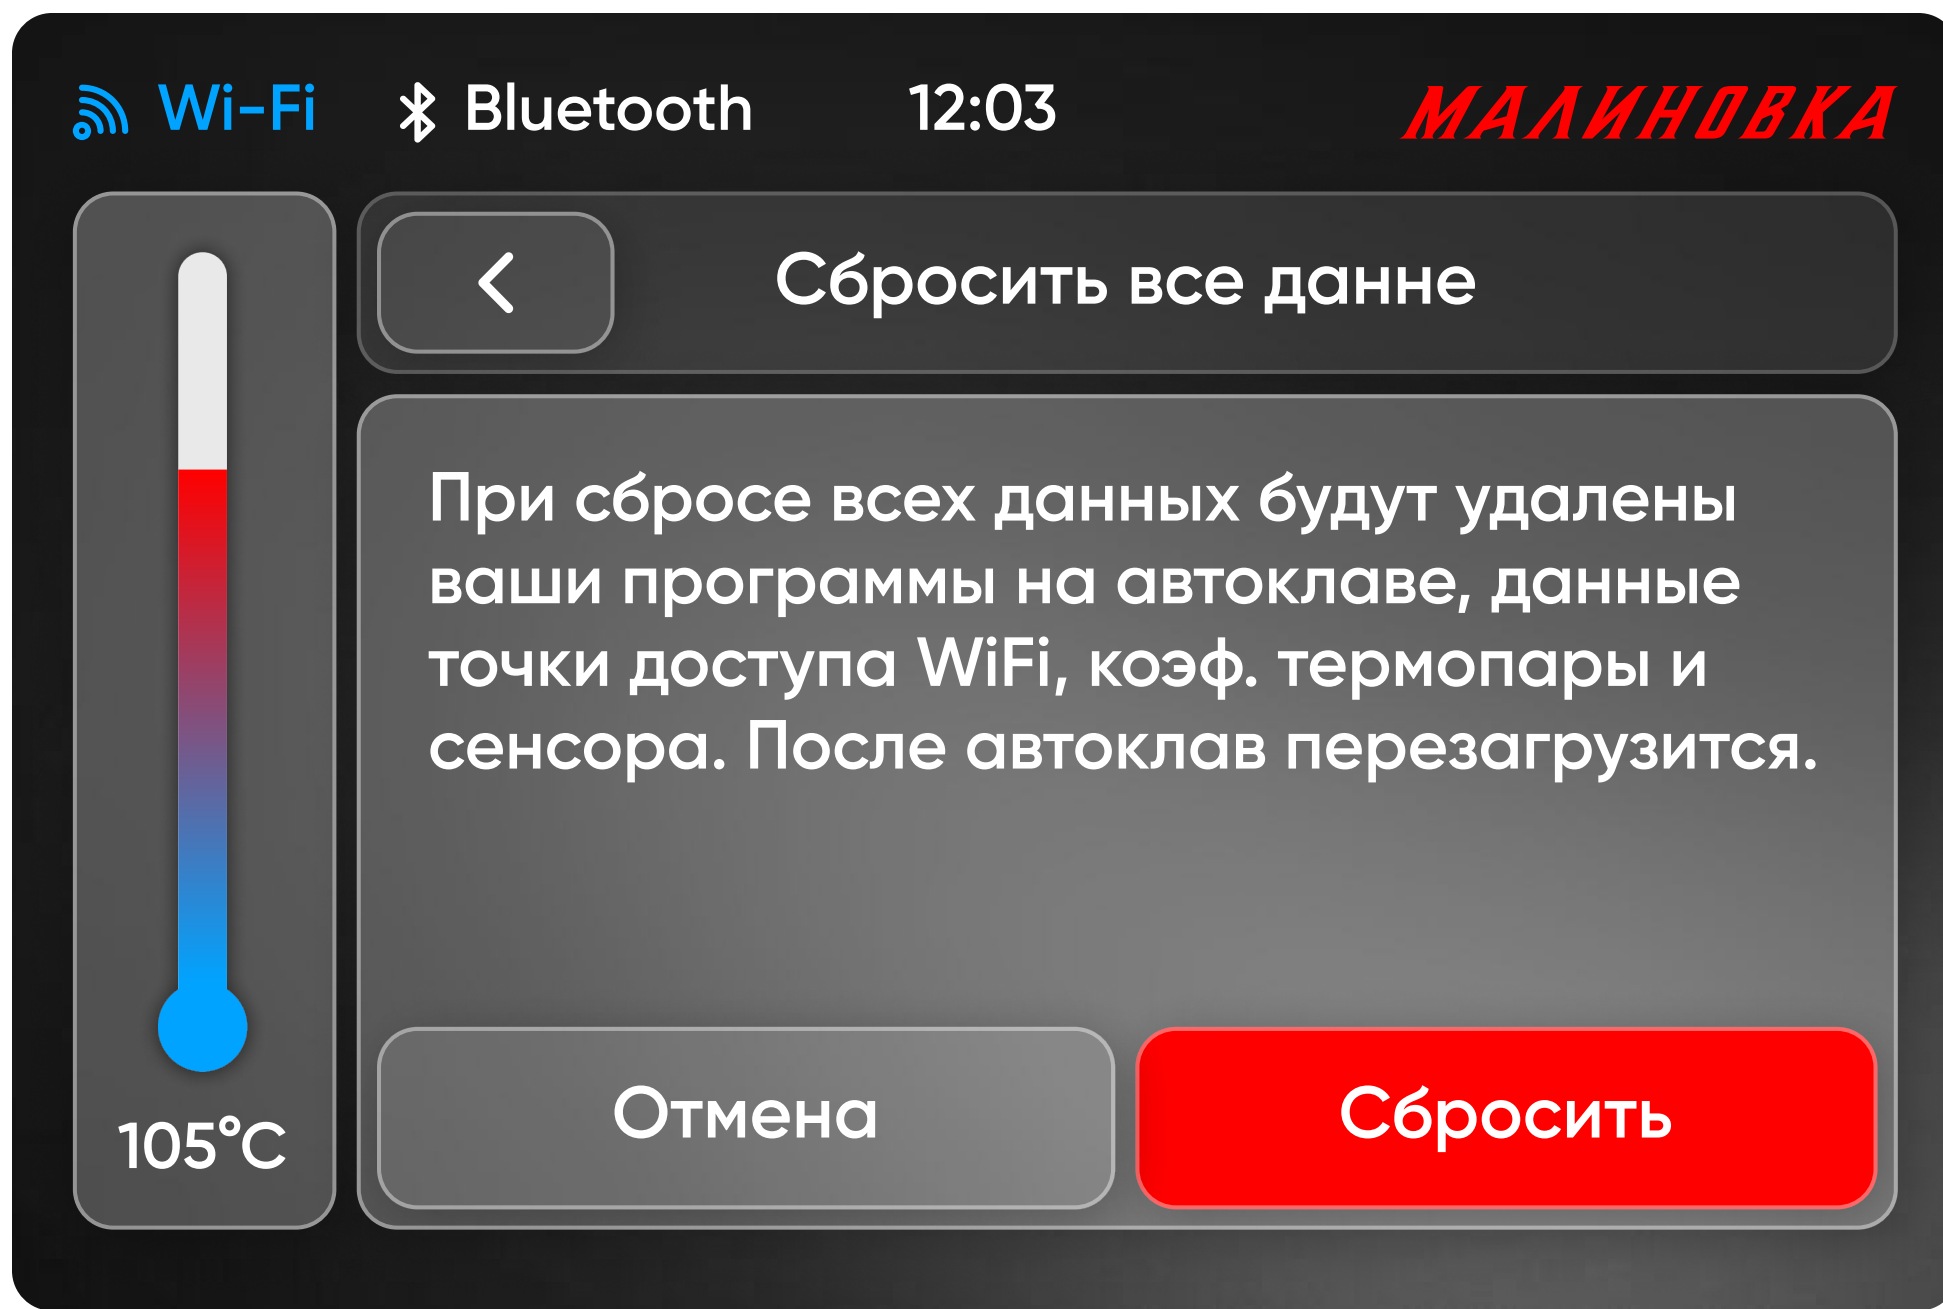 Wi-Fi Bluetooth 12:03 МАЛИНОВКА
Сбросить все данне
При сбросе всех данных будут удалены
ваши программы на автоклаве, данные
точки доступа WiFi, коэф. термопары и
сенсора. После автоклав перезагрузится.
Отмена Сбросить
105°C